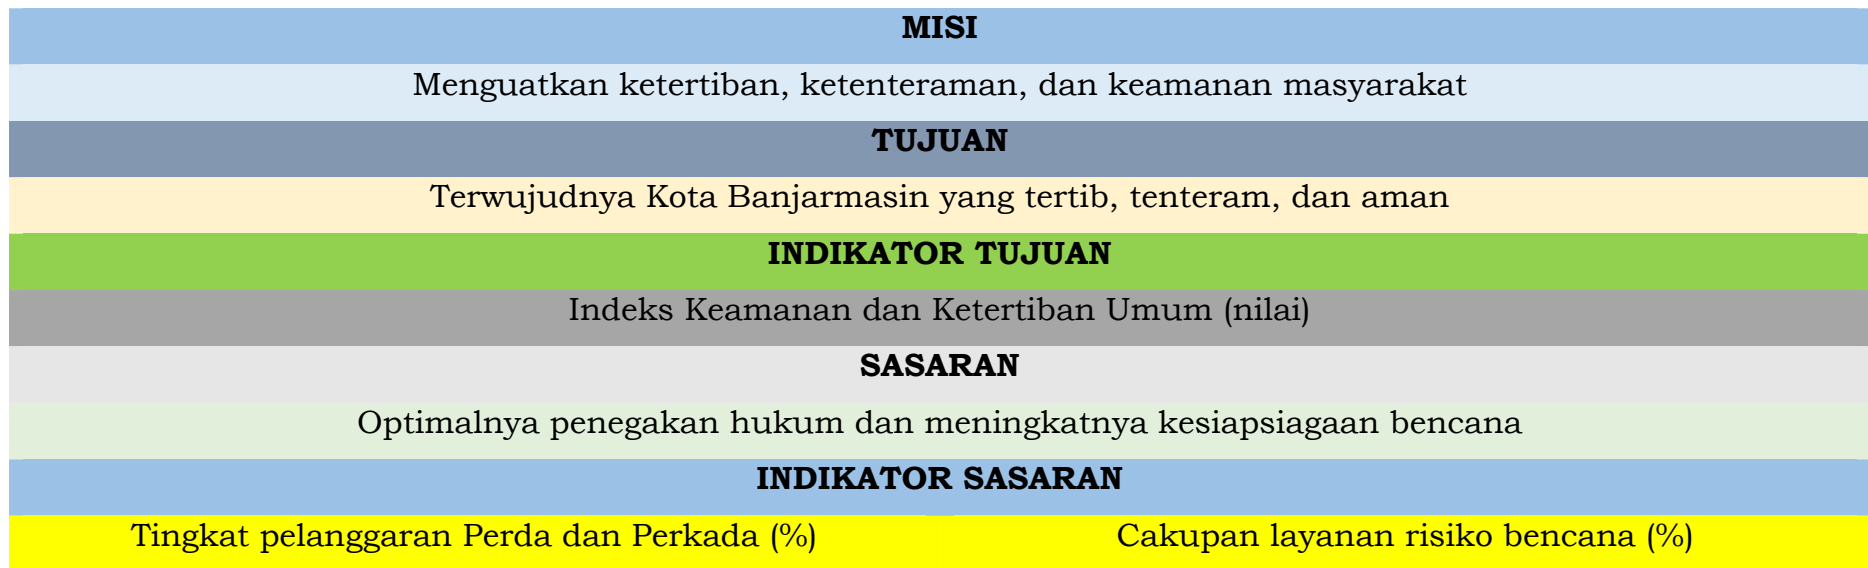 MISI
Menguatkan ketertiban, ketenteraman, dan keamanan masyarakat
TUJUAN
Terwujudnya Kota Banjarmasin yang tertib, tenteram, dan aman
INDIKATOR TUJUAN
Indeks Keamanan dan Ketertiban Umum (nilai)
SASARAN
Optimalnya penegakan hukum dan meningkatnya kesiapsiagaan bencana
INDIKATOR SASARAN
Tingkat pelanggaran Perda dan Perkada (%)
Cakupan layanan risiko bencana (%)